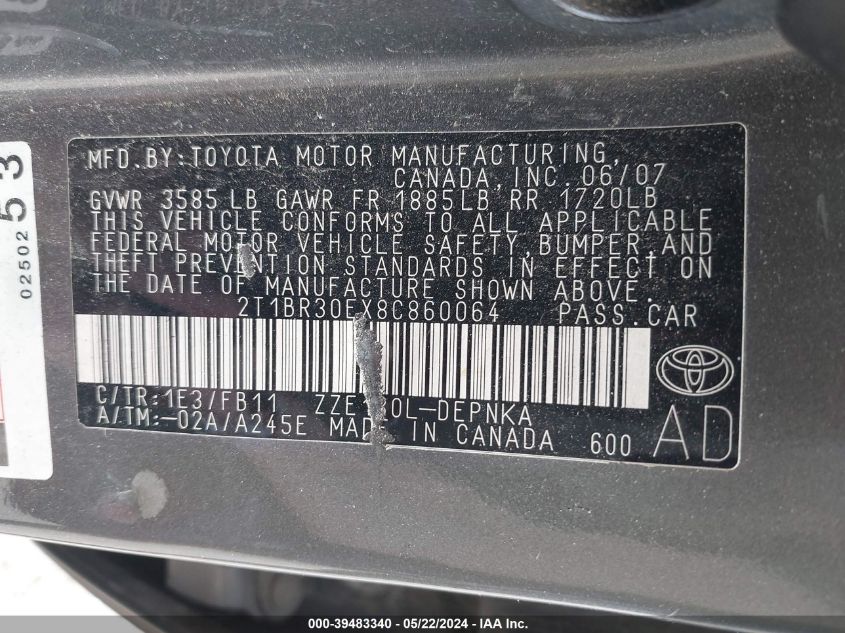 MFD.BY:TOYOTA MOTOR MANUFACTURING,
CANADA, INC. 06/07
GVWR 3585 LB GAWR FR 1885LB RR 1720LB
THIS VEHICLE CONFORMS TO ALL APPLICABLE
FEDERAL MOTOR VEHICLE SAFETY, BUMPER, AND
THEFT PREVENTION STANDARDS IN EFFECT ON
THE DATE OF MANUFACTURE SHOWN ABOVE.
2T1BR30EX8C860064 PASS.CAR
C/TR:1E3/FB11
A/TM:-02A/A245E MADE IN CANADA 600
AD
53
02502
000-39483340 - 05/22/2024 - IAA Inc.